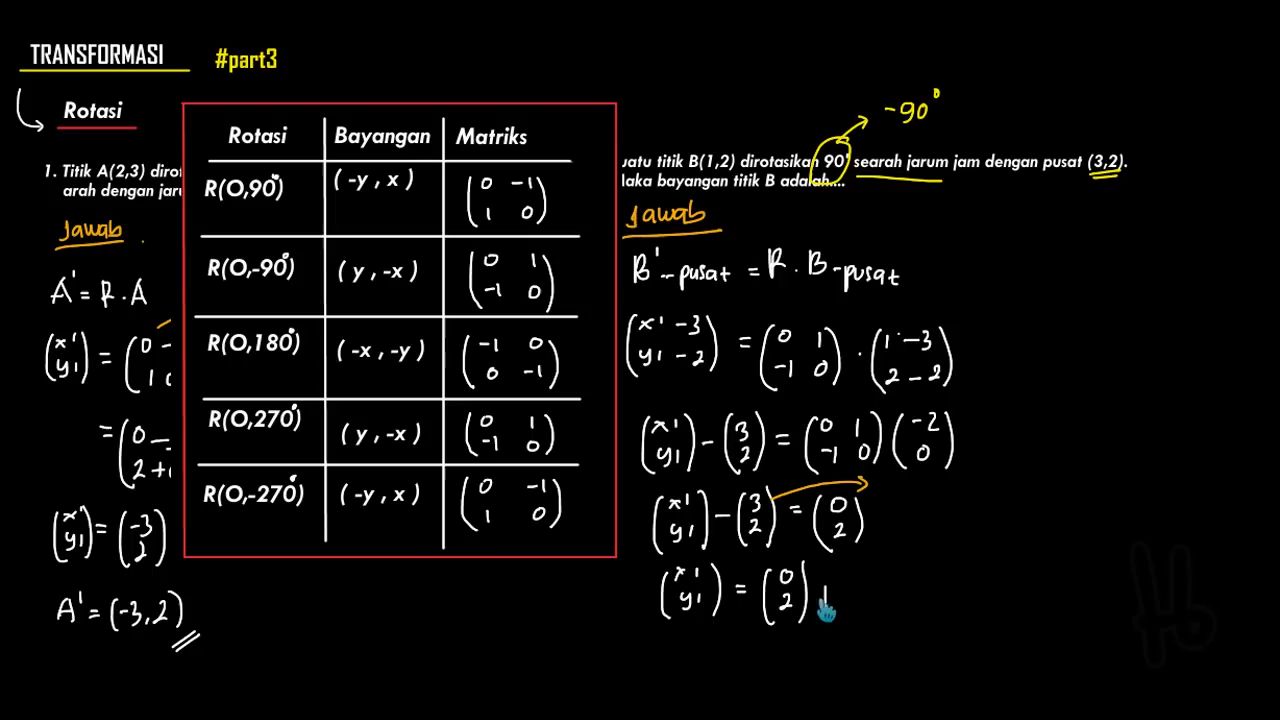 TRANSFORMASI
#part3
Rotasi
1. Titik A(2,3) dirot
arah dengan jar
Jawab
A' = R . A
(x' y') = (0 - 1 0
= (0 - 2 +
(x' y') = (-3 2)
A' = (-3, 2)
Rotasi Bayangan Matriks
R(O,90°) (-y , x) (0 -1 1 0)
R(O,-90°) (y , -x) (0 1 -1 0)
R(O,180°) (-x , -y) (-1 0 0 -1)
R(O,270°) (y , -x) (0 1 -1 0)
R(O,-270°) (-y , x) (0 -1 1 0)
-90°
uatu titik B(1,2) dirotasikan 90° searah jarum jam dengan pusat (3,2).
laka bayangan titik B adalah....
Jawab
B' - pusat = R . B - pusat
(x' - 3 y' - 2) = (0 1 -1 0) . (1 - 3 2 - 2)
(x' y') - (3 2) = (0 1 -1 0) (-2 0)
(x' y') - (3 2) = (0 2)
(x' y') = (0 2)